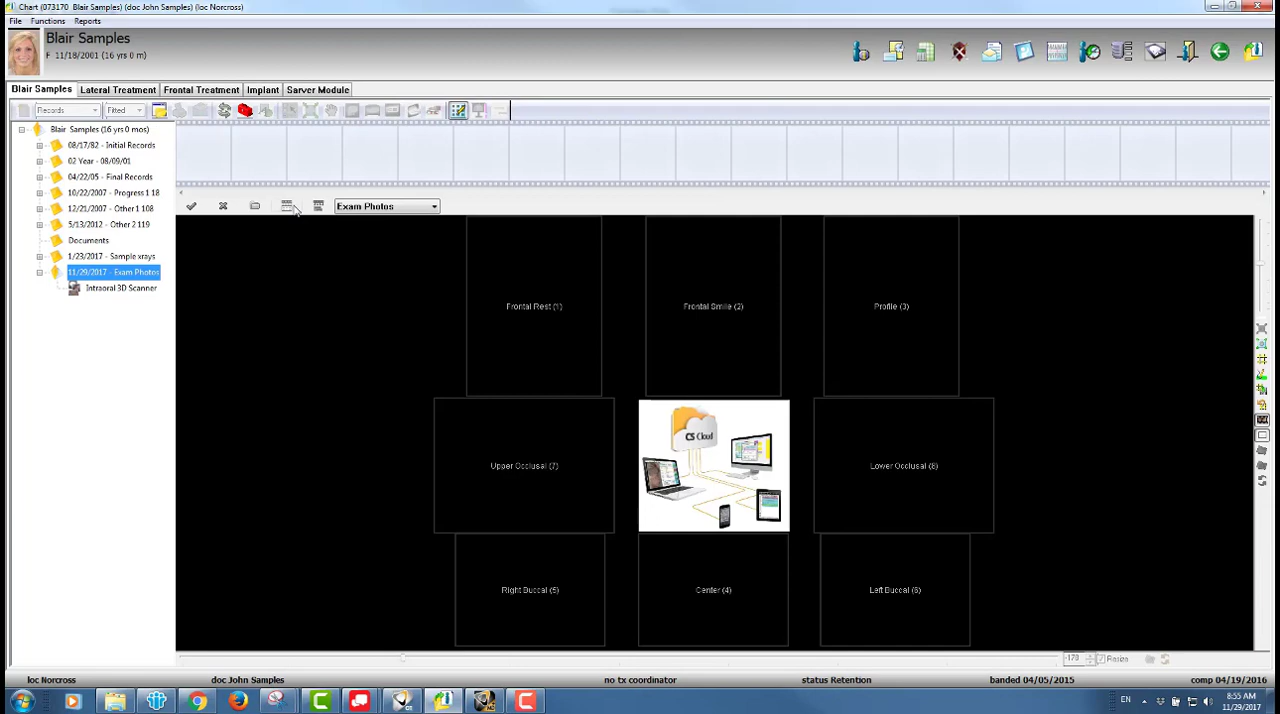 Chart (073170 Blair Samples) (doc John Samples) (loc Norcross)
File Functions Reports
Blair Samples
F 11/18/2001 (16 yrs 0 m)
Blair Samples Lateral Treatment Frontal Treatment Implant Sarver Module
Records Fitted
Blair Samples (16 yrs 0 mos)
08/17/82 - Initial Records
02 Year - 08/09/01
04/22/05 - Final Records
10/22/2007 - Progress 1 18
12/21/2007 - Other 1 108
5/13/2012 - Other 2 119
Documents
1/23/2017 - Sample xrays
11/29/2017 - Exam Photos
Intraoral 3D Scanner
Exam Photos
Frontal Rest (1) Frontal Smile (2) Profile (3)
Upper Occlusal (7) CS Cloud Lower Occlusal (8)
Right Buccal (5) Center (4) Left Buccal (6)
-178 Resize
loc Norcross doc John Samples no tx coordinator status Retention banded 04/05/2015 comp 04/19/2016
EN 8:55 AM
11/29/2017